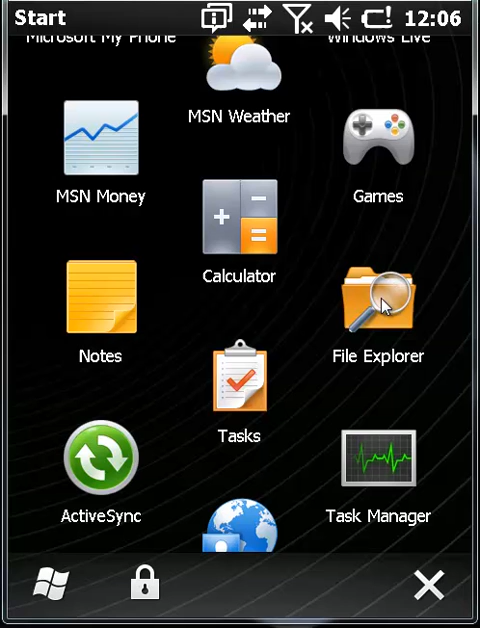 Start 12:06
Microsoft My Phone
Windows Live
MSN Weather
MSN Money
Games
Calculator
Notes
File Explorer
Tasks
ActiveSync
Task Manager